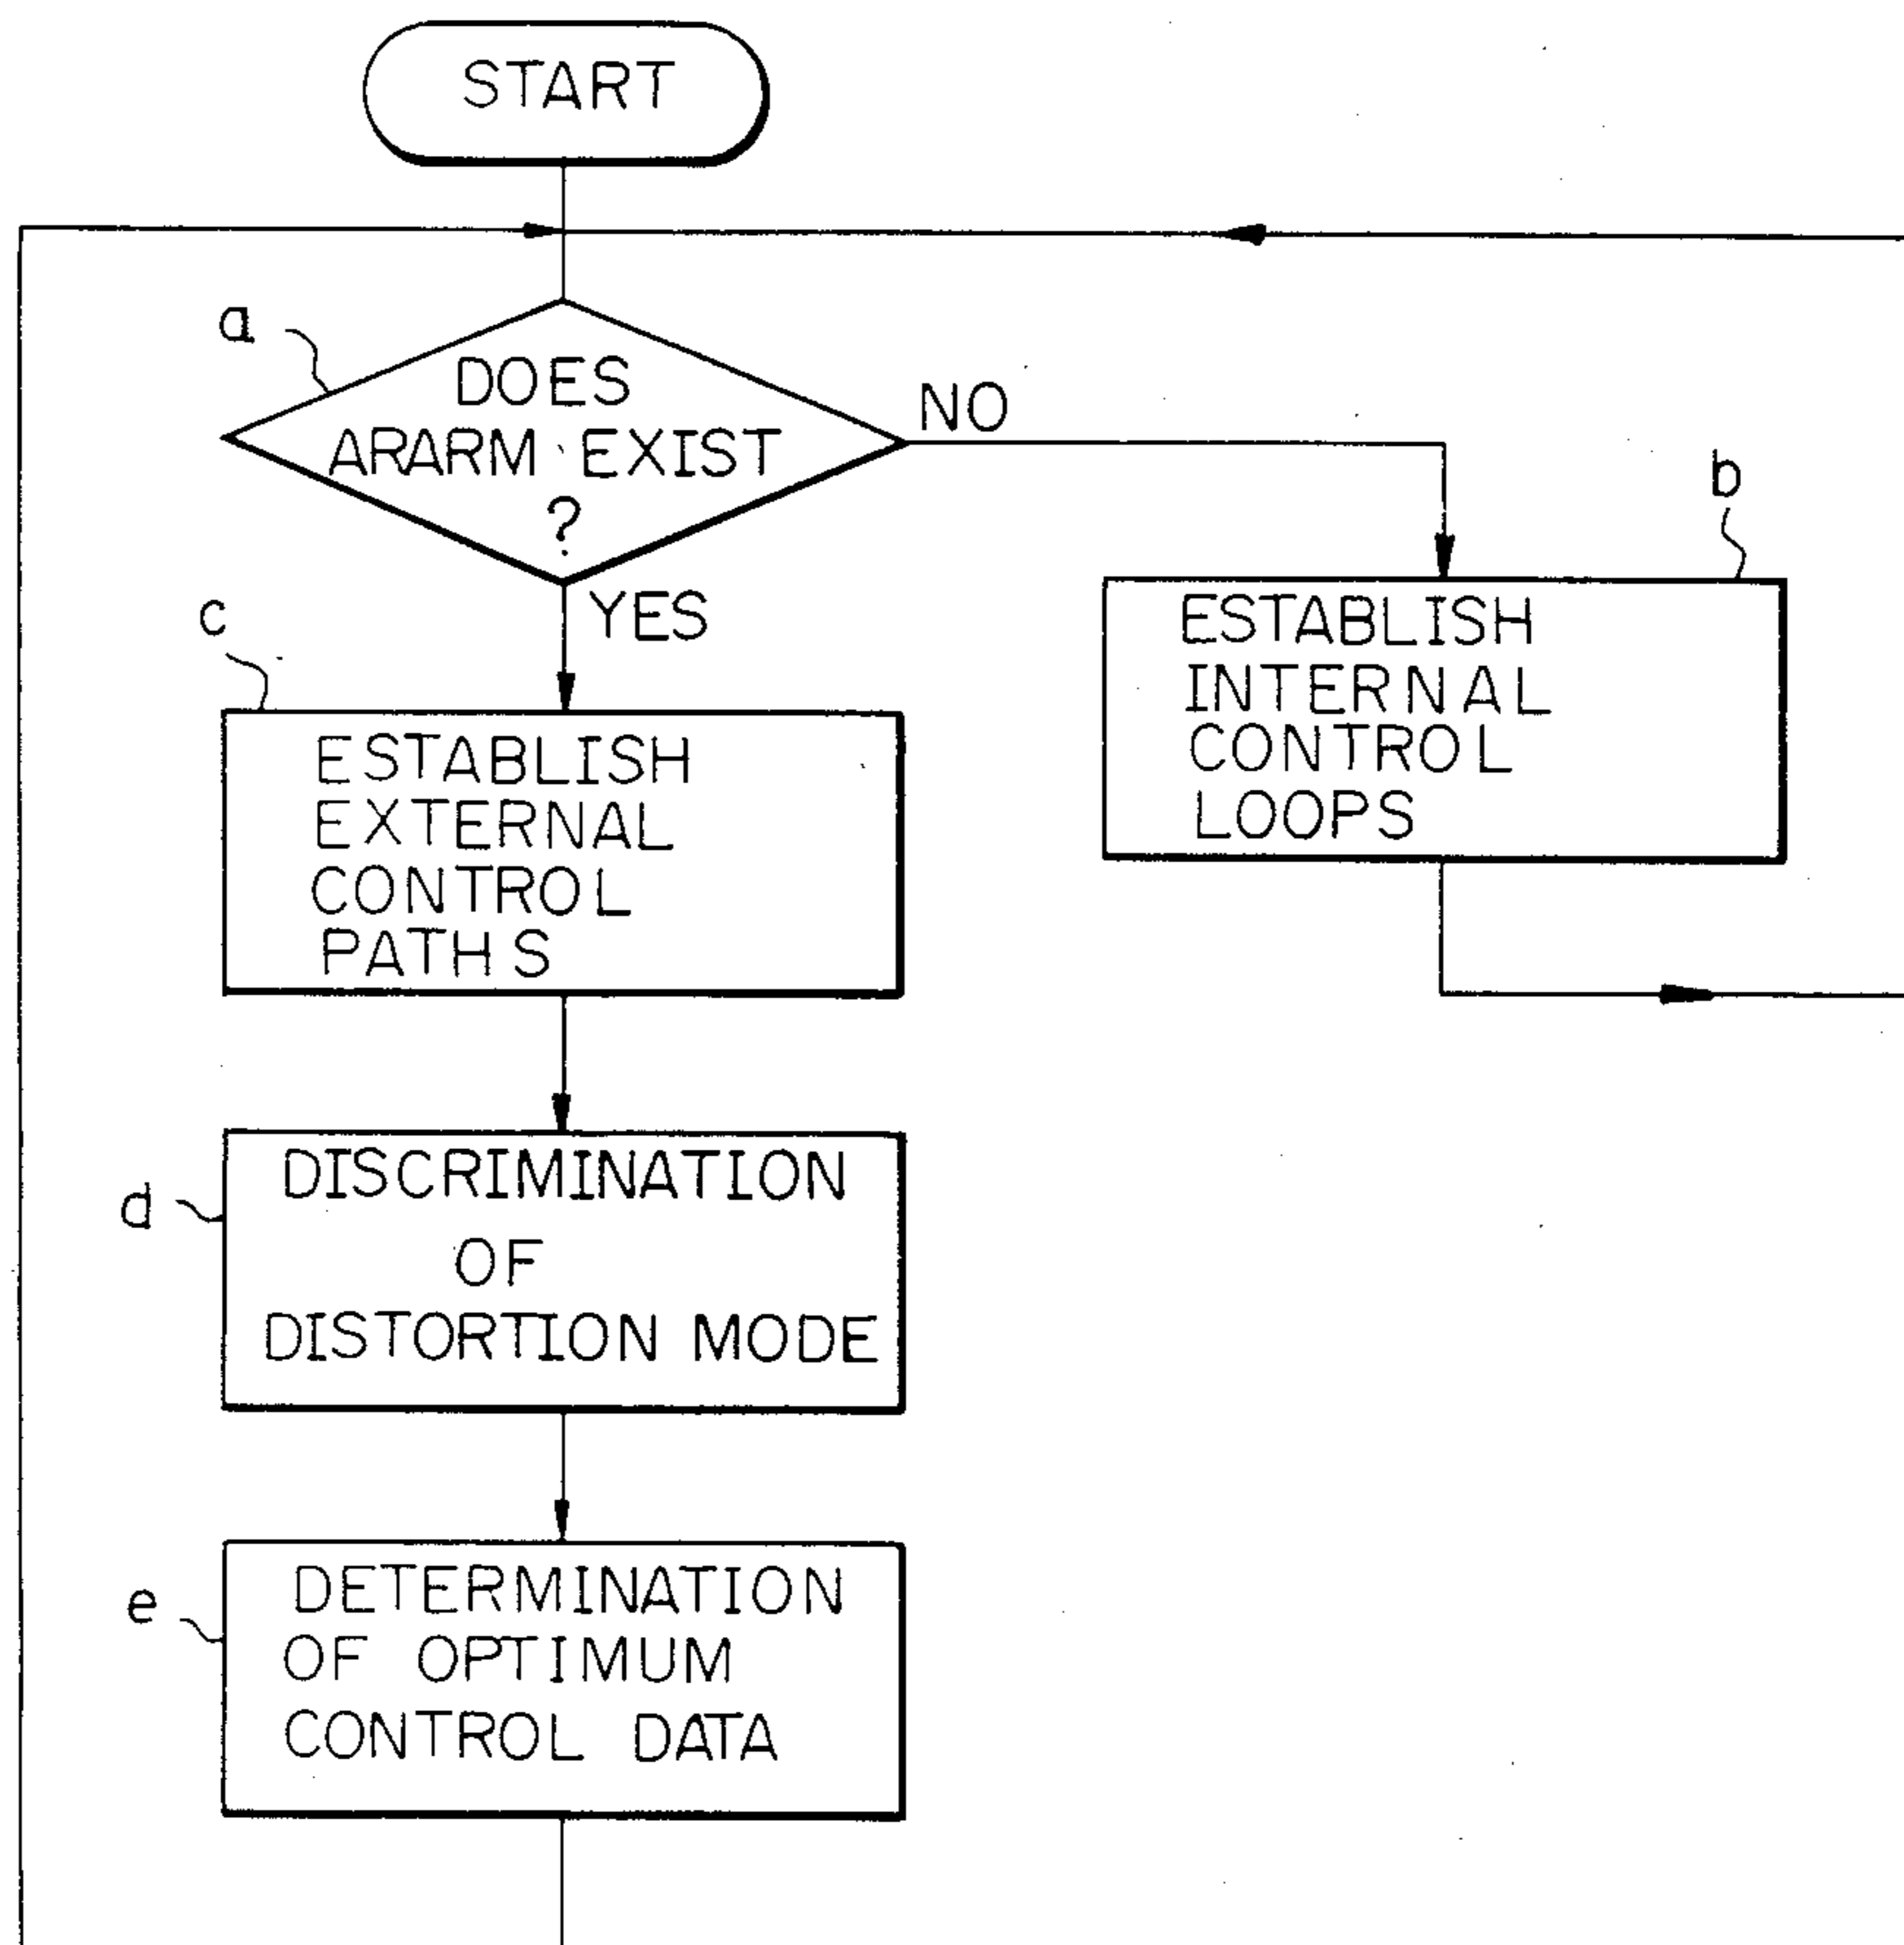 START
a
DOES
ARARM EXIST
?
NO
YES
b
ESTABLISH
INTERNAL
CONTROL
LOOPS
c
ESTABLISH
EXTERNAL
CONTROL
PATHS
d
DISCRIMINATION
OF
DISTORTION MODE
e
DETERMINATION
OF OPTIMUM
CONTROL DATA